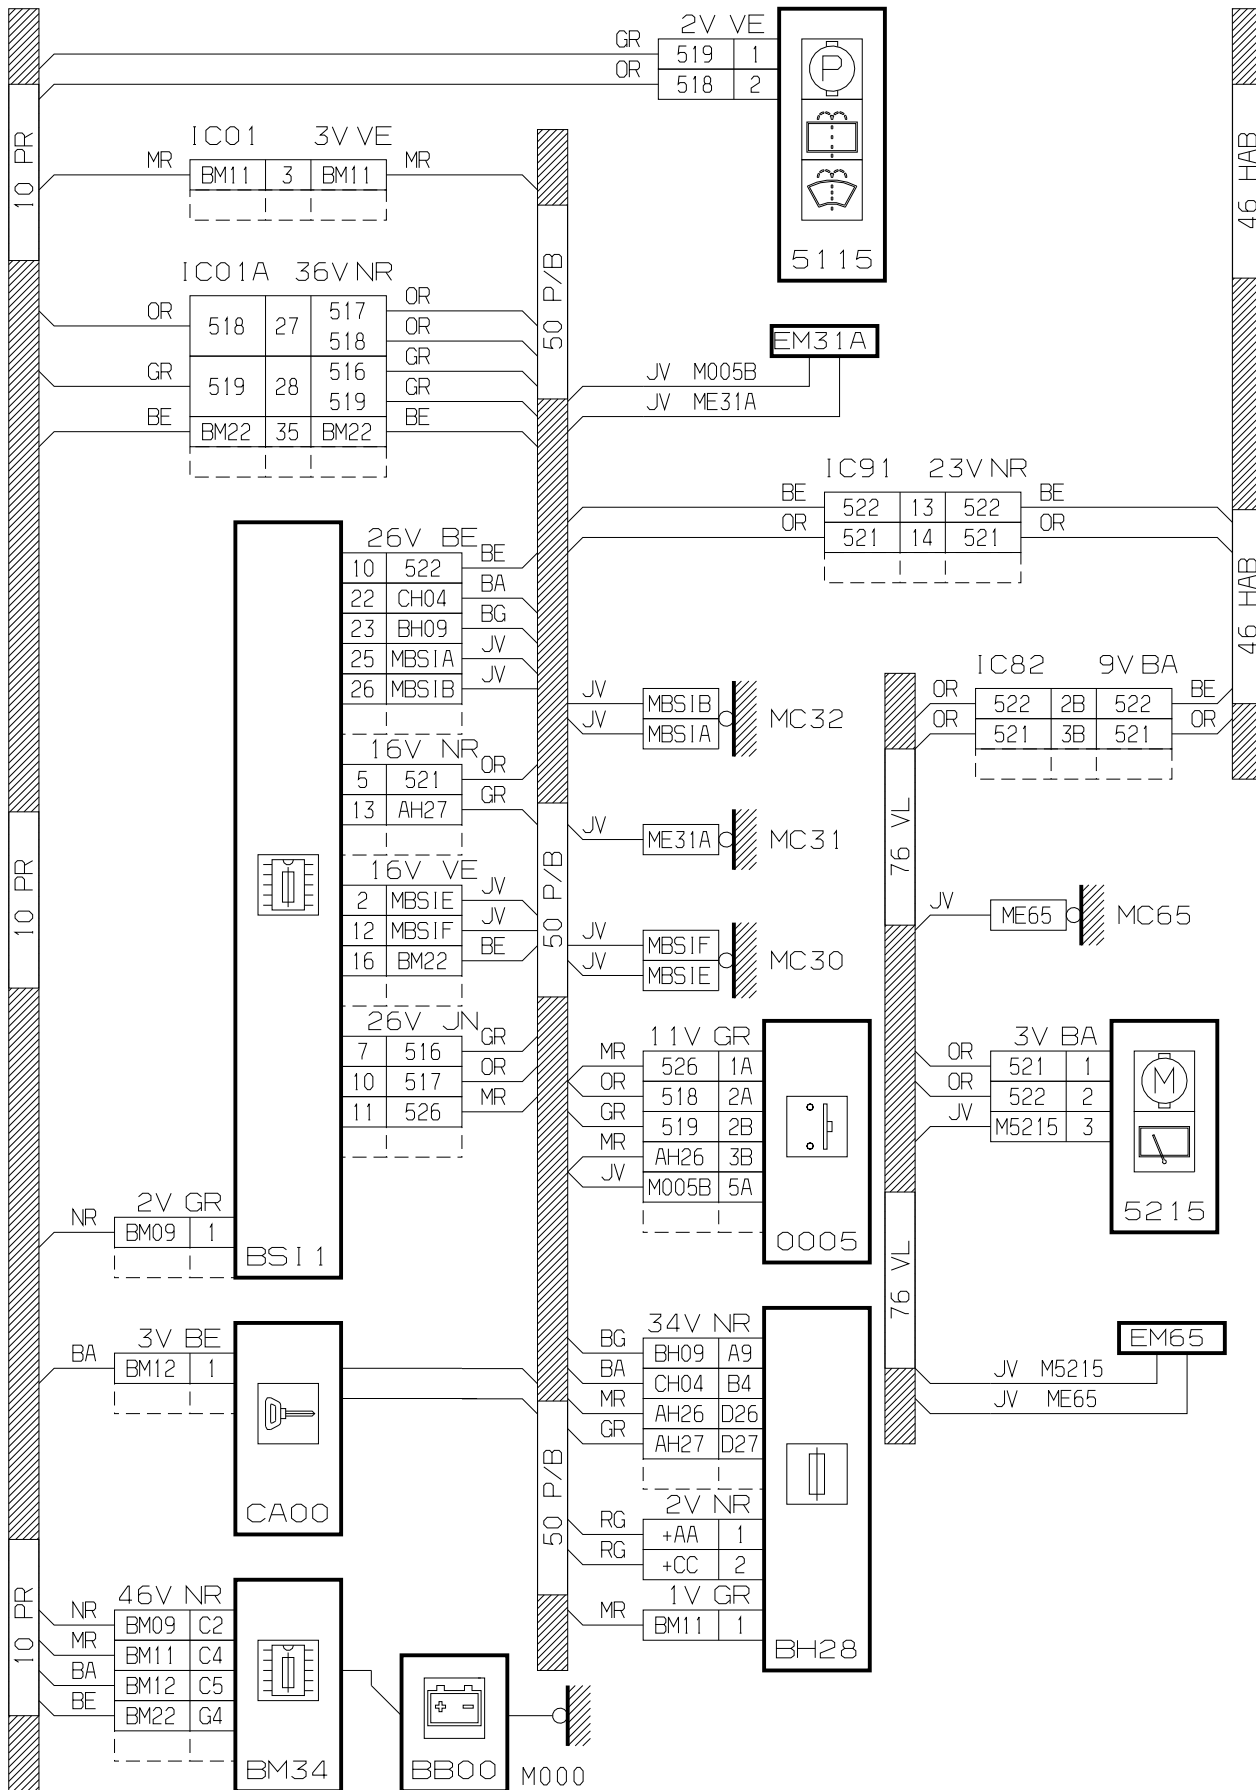 2V VE
GR 519 1
OR 518 2
5115
10 PR
46 HAB
IC01 3V VE
MR BM11 3 BM11 MR
50 P/B
IC01A 36V NR
OR 518 27 517 OR
518 OR
GR 519 28 516 GR
519 GR
BE BM22 35 BM22 BE
EM31A
JV M005B
JV ME31A
IC91 23V NR
BE 522 13 522 BE
OR 521 14 521 OR
46 HAB
26V BE
10 522 BE
22 CH04 BA
23 BH09 BG
25 MBSIA JV
26 MBSIB JV
16V NR
5 521 OR
13 AH27 GR
16V VE
2 MBSIE JV
12 MBSIF JV
16 BM22 BE
26V JN
7 516 GR
10 517 OR
11 526 MR
2V GR
NR BM09 1
BSI1
10 PR
50 P/B
JV MBSIB
JV MBSIA
MC32
JV ME31A
MC31
JV MBSIF
JV MBSIE
MC30
IC82 9V BA
OR 522 2B 522 BE
OR 521 3B 521 OR
76 VL
JV ME65
MC65
11V GR
MR 526 1A
OR 518 2A
GR 519 2B
MR AH26 3B
JV M005B 5A
0005
3V BA
OR 521 1
OR 522 2
JV M5215 3
M
5215
76 VL
EM65
JV M5215
JV ME65
3V BE
BA BM12 1
CA00
34V NR
BG BH09 A9
BA CH04 B4
MR AH26 D26
GR AH27 D27
2V NR
RG +AA 1
RG +CC 2
1V GR
MR BM11 1
BH28
50 P/B
10 PR
46V NR
NR BM09 C2
MR BM11 C4
BA BM12 C5
BE BM22 G4
BM34
+ -
BB00
M000
P